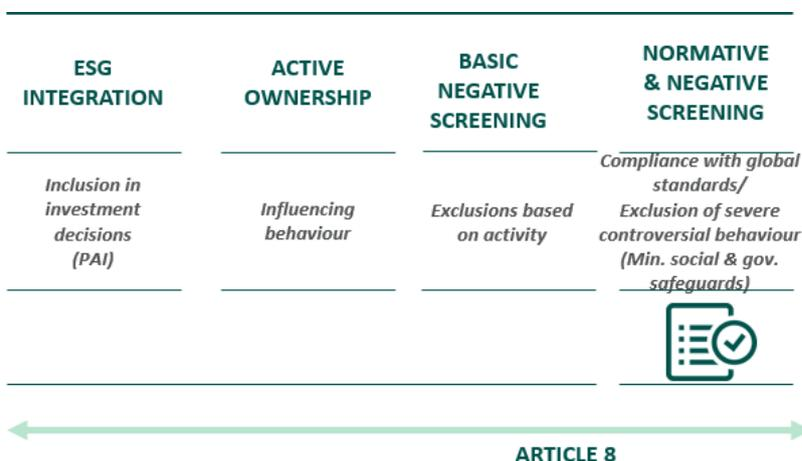 ESG
INTEGRATION
ACTIVE
OWNERSHIP
BASIC
NEGATIVE
SCREENING
NORMATIVE
& NEGATIVE
SCREENING
Inclusion in
investment
decisions
(PAI)
Influencing
behaviour
Exclusions based
on activity
Compliance with global
standards/
Exclusion of severe
controversial behaviour
(Min. social & gov.
safeguards)
ARTICLE 8